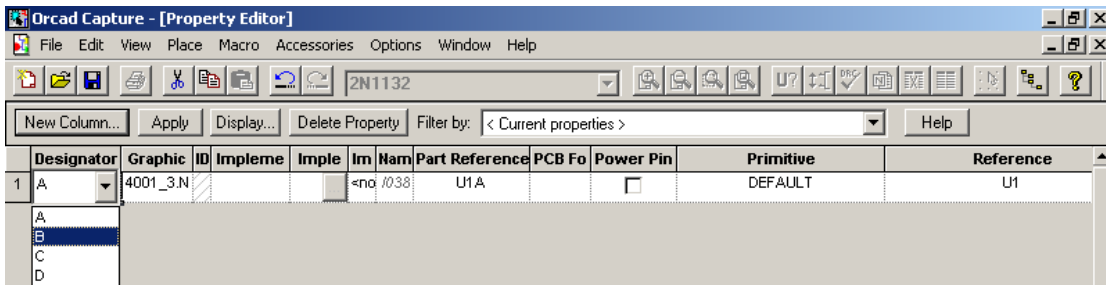 Orcad Capture - [Property Editor]
File Edit View Place Macro Accessories Options Window Help
2N1132 U? DRC
New Column... Apply Display... Delete Property Filter by: < Current properties > Help
Designator Graphic ID Impleme Imple Im Nam Part Reference PCB Fo Power Pin Primitive Reference
1 A 4001_3.N ... <no /038 U1A DEFAULT U1
A
B
C
D